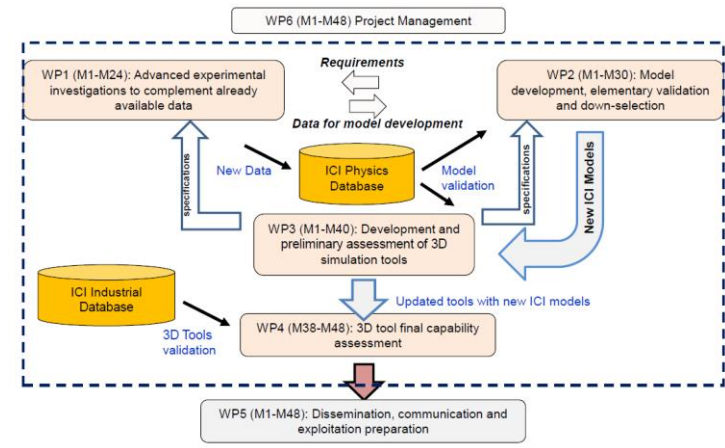 WP6 (M1-M48) Project Management
WP1 (M1-M24): Advanced experimental
investigations to complement already
available data
Requirements
Data for model development
WP2 (M1-M30): Model
development, elementary validation
and down-selection
specifications
New Data
ICI Physics
Database
Model
validation
specifications
New ICI Models
WP3 (M1-M40): Development and
preliminary assessment of 3D
simulation tools
ICI Industrial
Database
Updated tools with new ICI models
3D Tools
validation
WP4 (M38-M48): 3D tool final capability
assessment
WP5 (M1-M48): Dissemination, communication and
exploitation preparation